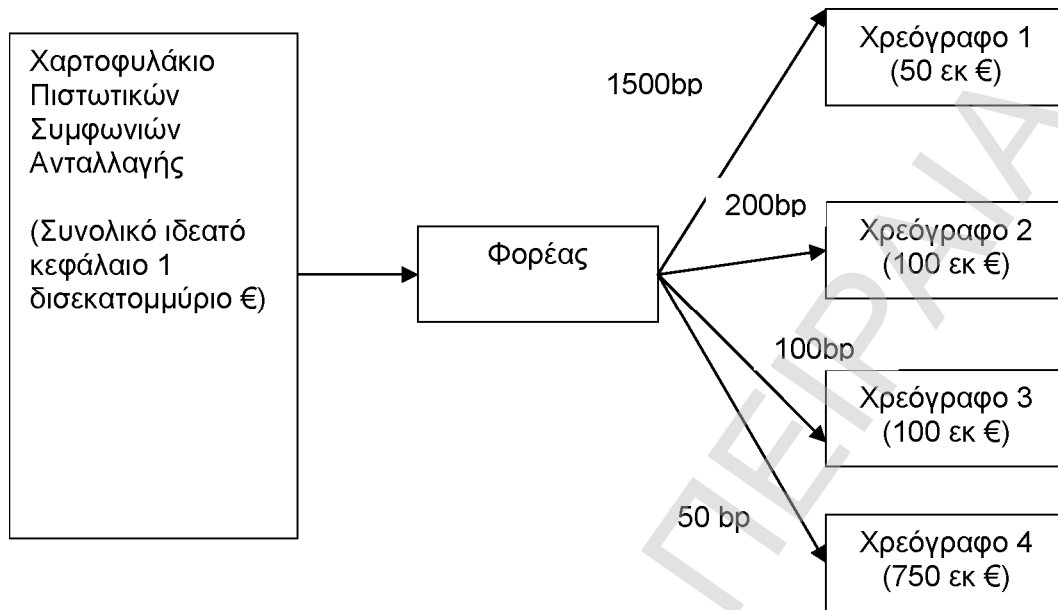 Χαρτοφυλάκιο
Πιστωτικών
Συμφωνιών
Ανταλλαγής
(Συνολικό ιδεατό
κεφάλαιο 1
δισεκατομμύριο €)
Φορέας
1500bp
200bp
100bp
50 bp
Χρεόγραφο 1
(50 εκ €)
Χρεόγραφο 2
(100 εκ €)
Χρεόγραφο 3
(100 εκ €)
Χρεόγραφο 4
(750 εκ €)
ΠΕΙΡΑΙΑ